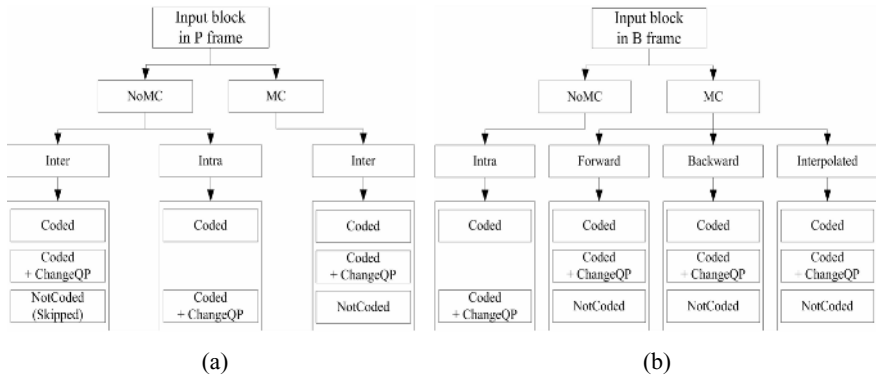 Input block
in P frame
NoMC
MC
Inter
Intra
Inter
Coded
Coded
+ ChangeQP
NotCoded
(Skipped)
Coded
Coded
+ ChangeQP
Coded
Coded
+ ChangeQP
NotCoded
(a)
Input block
in B frame
NoMC
MC
Intra
Forward
Backward
Interpolated
Coded
Coded
+ ChangeQP
Coded
Coded
+ ChangeQP
NotCoded
Coded
Coded
+ ChangeQP
NotCoded
Coded
Coded
+ ChangeQP
NotCoded
(b)